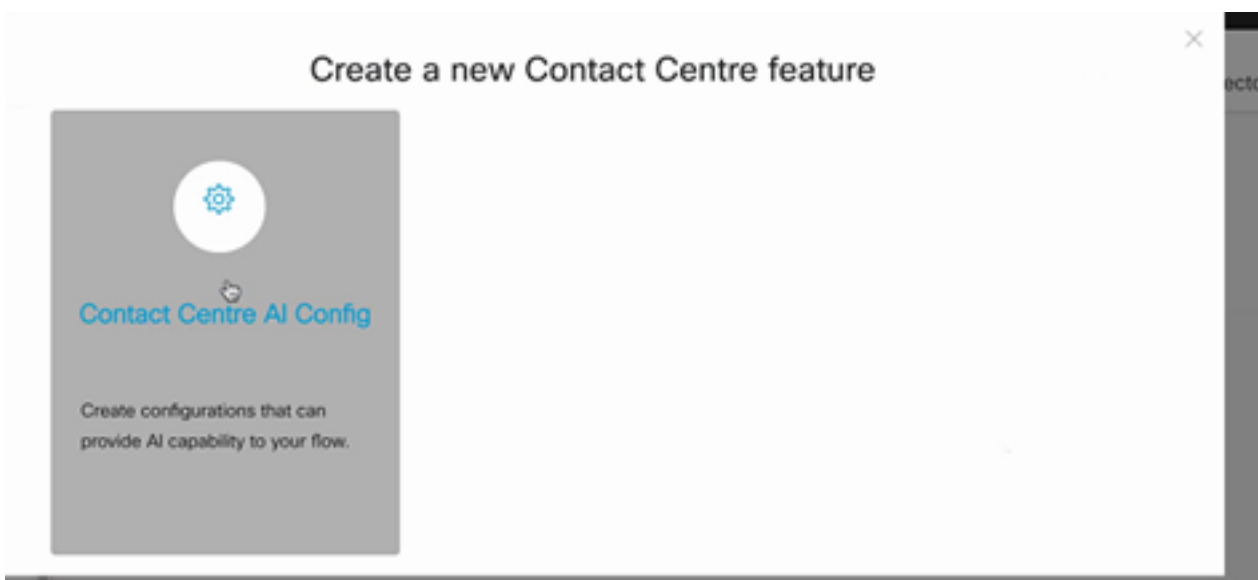 Create a new Contact Centre feature
Contact Centre AI Config
Create configurations that can
provide AI capability to your flow.